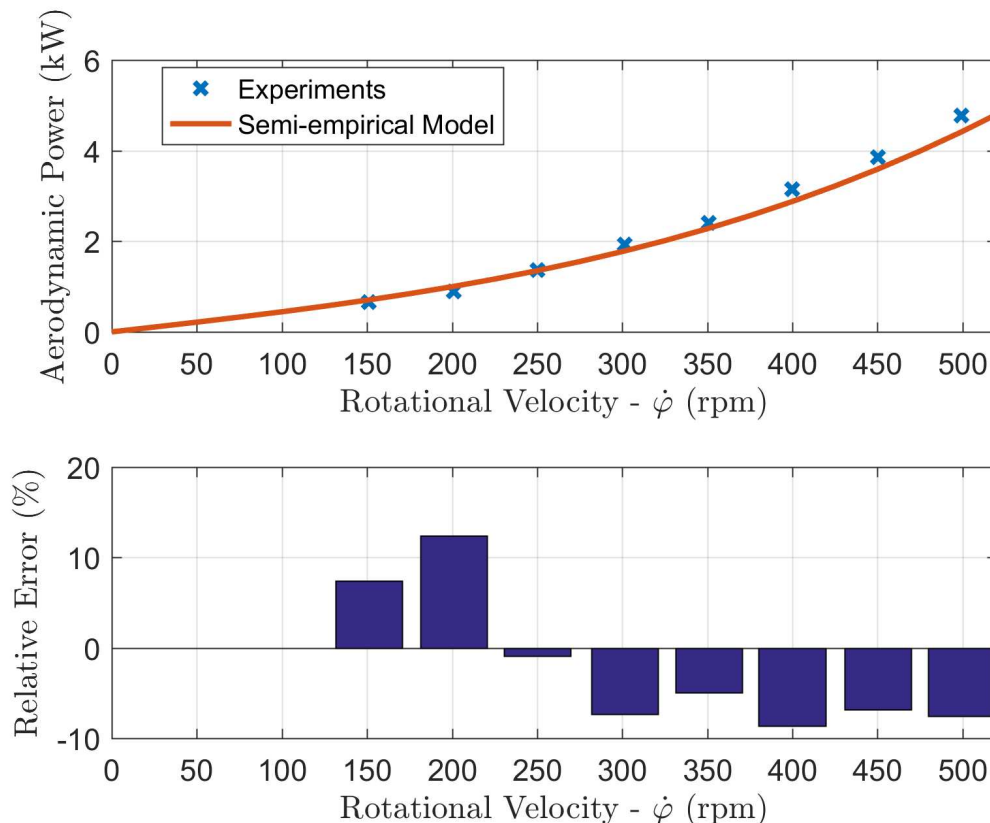 Aerodynamic Power (kW)
6
4
2
0
Experiments
Semi-empirical Model
0 50 100 150 200 250 300 350 400 450 500
Rotational Velocity - φ̇ (rpm)
Relative Error (%)
20
10
0
-10
0 50 100 150 200 250 300 350 400 450 500
Rotational Velocity - φ̇ (rpm)